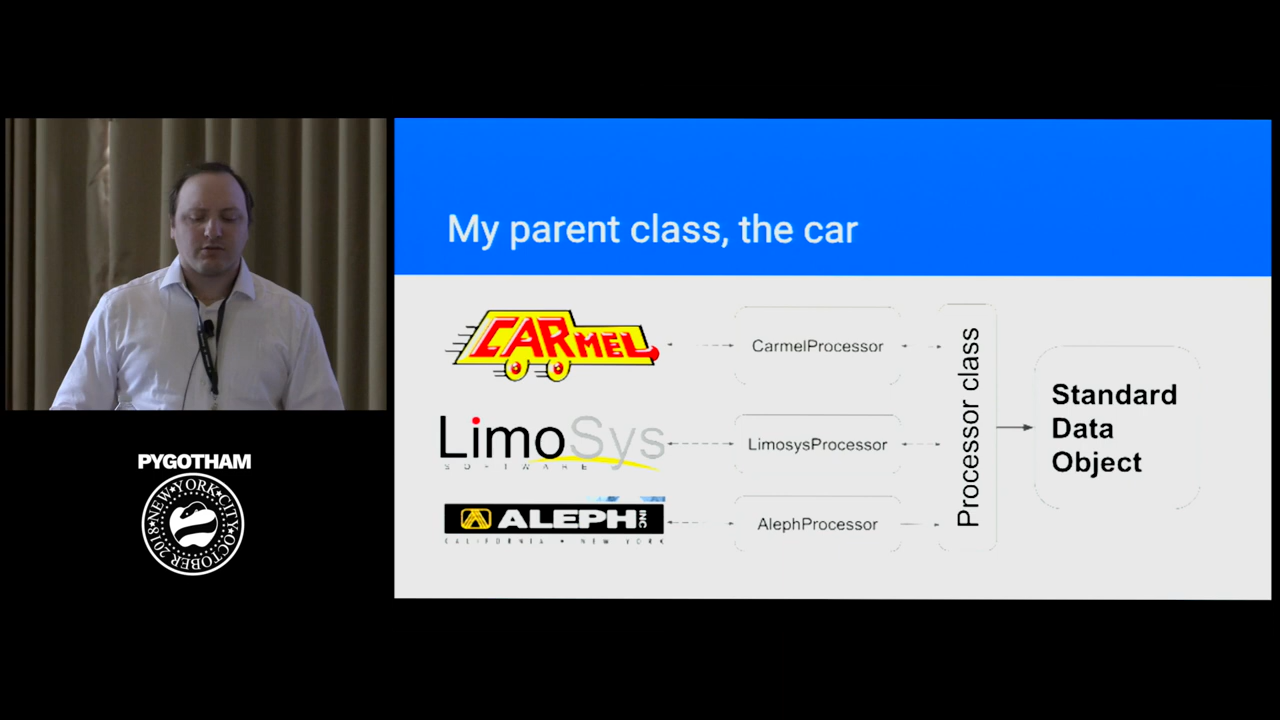 My parent class, the car
CARMEL
CarmelProcessor
LimoSys
SOFTWARE
LimosysProcessor
ALEPH INC
CALIFORNIA • NEW YORK
AlephProcessor
Processor class
Standard
Data
Object
PYGOTHAM
NEW★YORK★CITY★OCTOBER 2018★